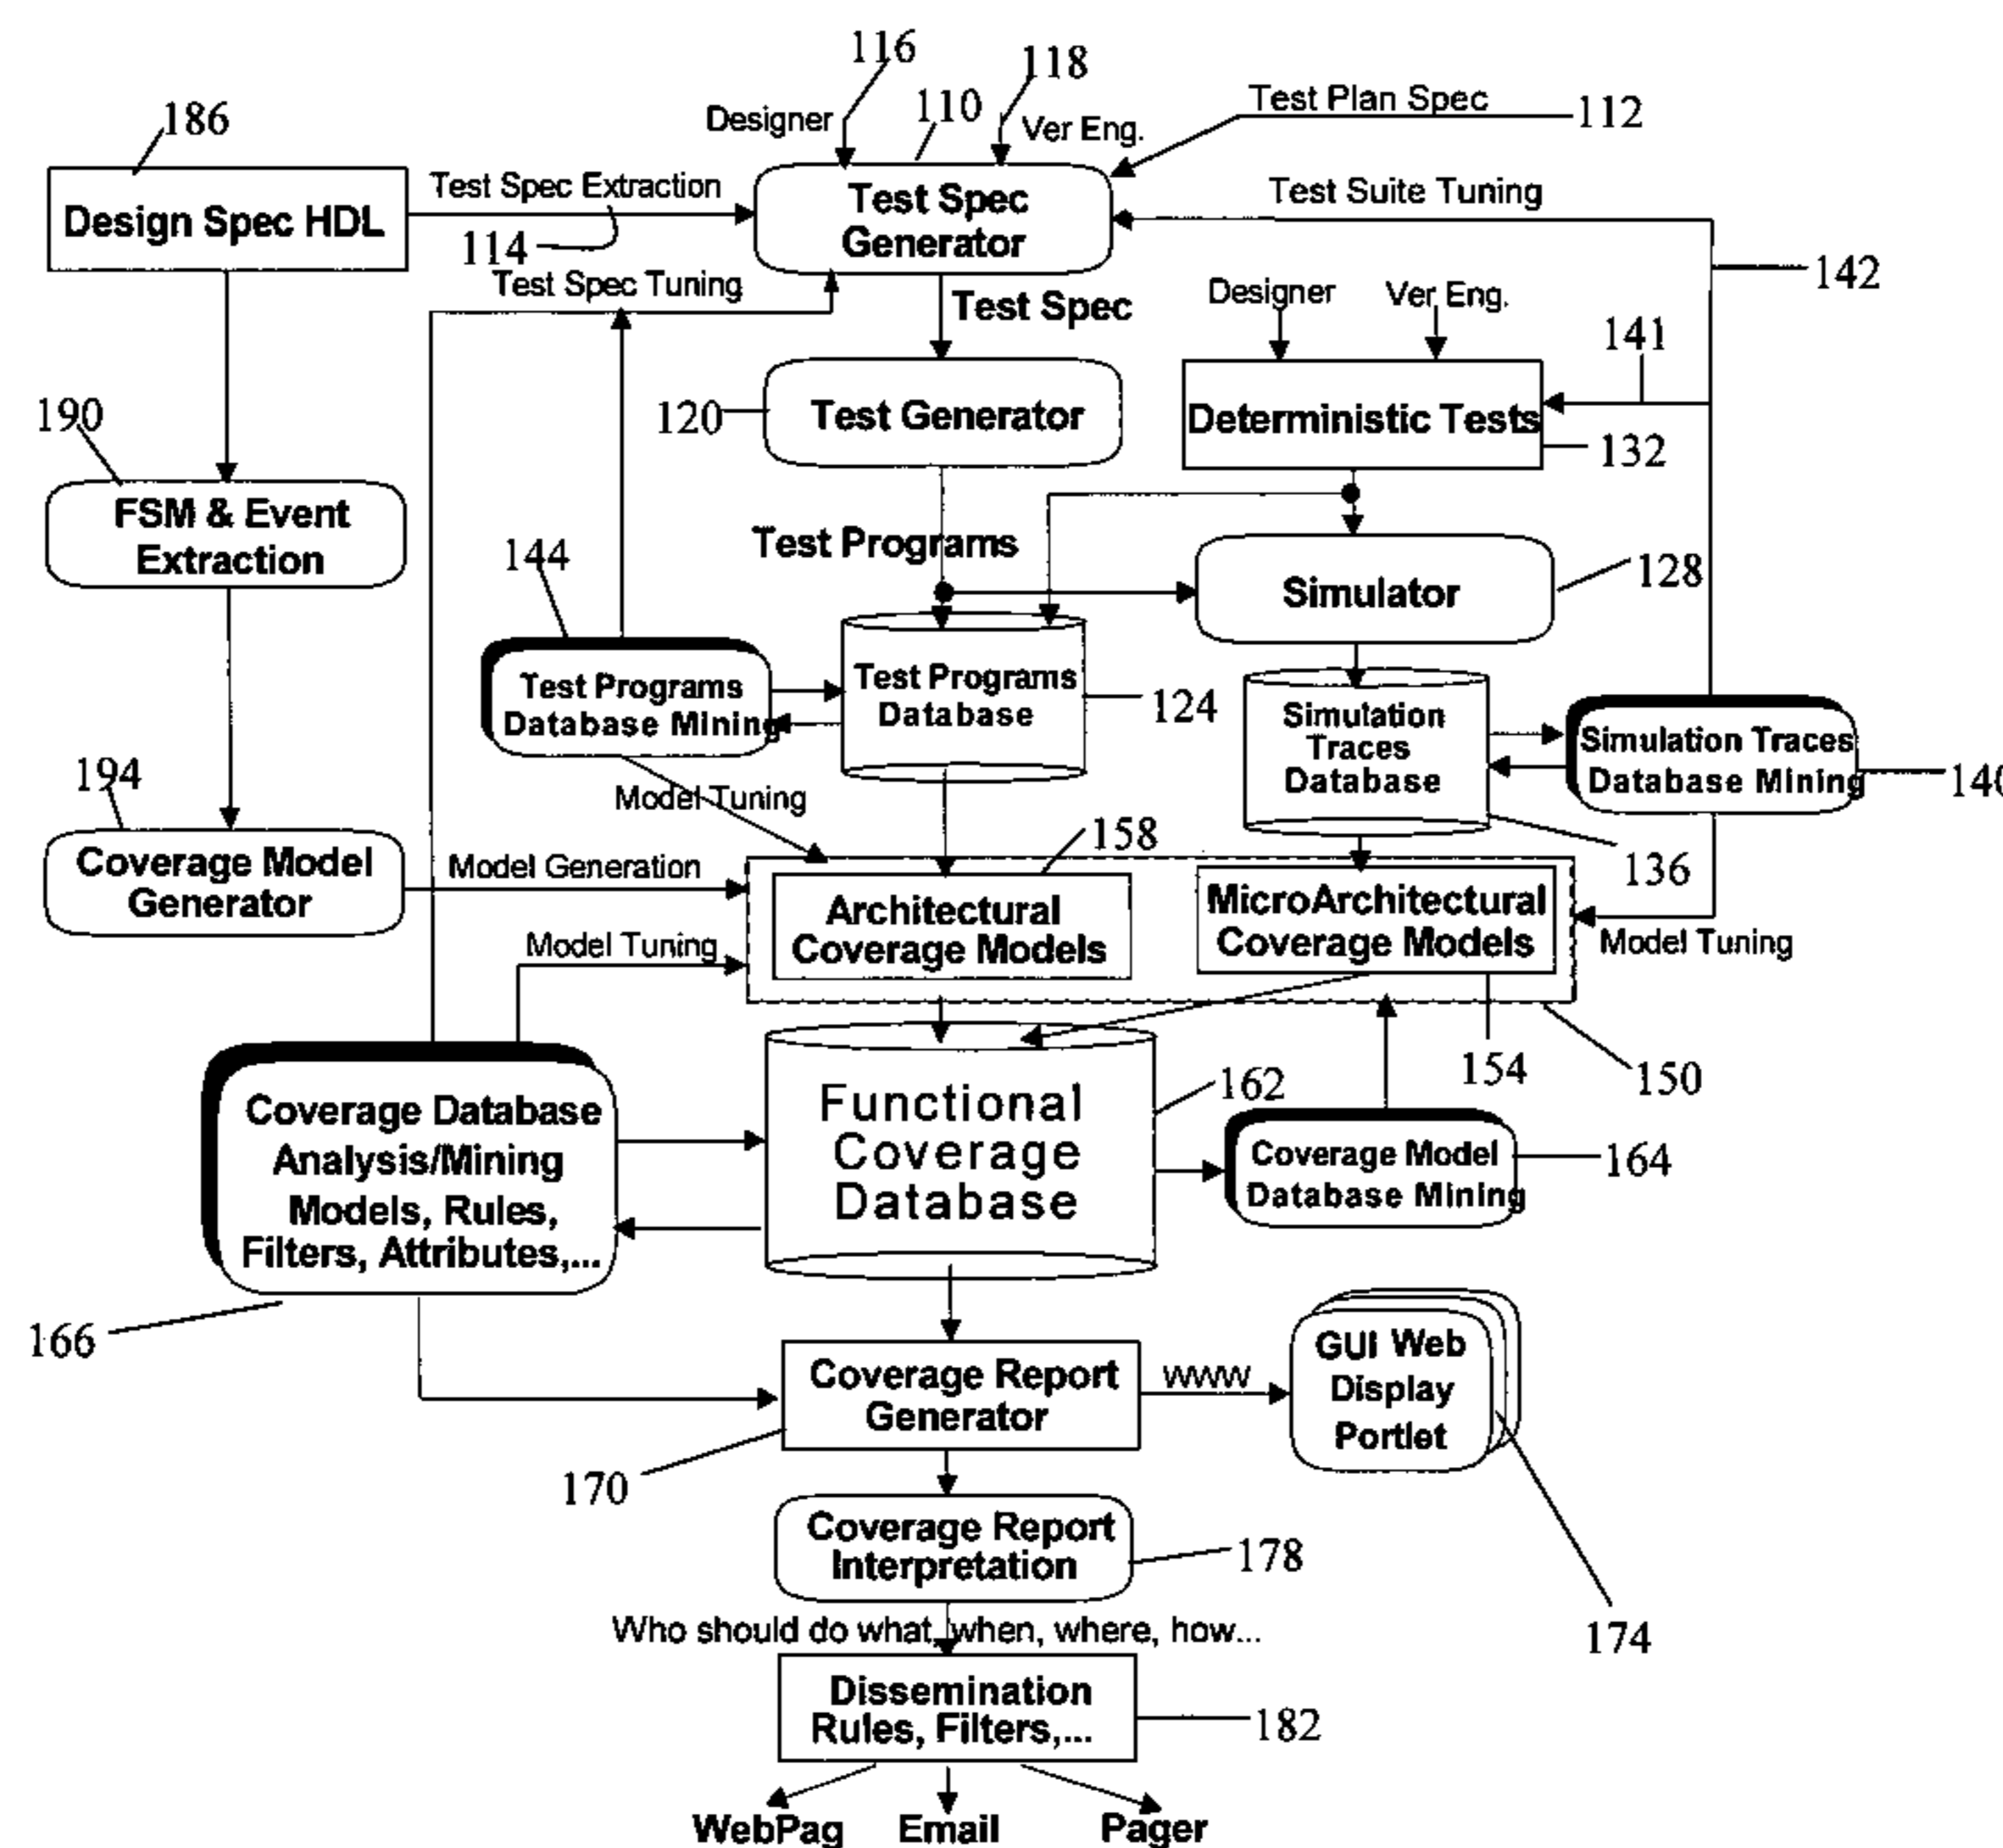 116
118
186
Designer
110
Ver Eng.
Test Plan Spec
112
Design Spec HDL
Test Spec Extraction
114
Test Spec
Generator
Test Suite Tuning
142
Test Spec Tuning
Test Spec
Designer
Ver Eng.
141
190
120
Test Generator
Deterministic Tests
132
FSM & Event
Extraction
144
Test Programs
Simulator
128
Test Programs
Database Mining
Test Programs
Database
124
Simulation
Traces
Database
Simulation Traces
Database Mining
140
194
Model Tuning
158
136
Coverage Model
Generator
Model Generation
Architectural
Coverage Models
MicroArchitectural
Coverage Models
Model Tuning
Model Tuning
154
150
Coverage Database
Analysis/Mining
Models, Rules,
Filters, Attributes,...
Functional
Coverage
Database
162
Coverage Model
Database Mining
164
166
Coverage Report
Generator
WWW
GUI Web
Display
Portlet
170
174
Coverage Report
Interpretation
178
Who should do what, when, where, how...
Dissemination
Rules, Filters,...
182
WebPag
Email
Pager